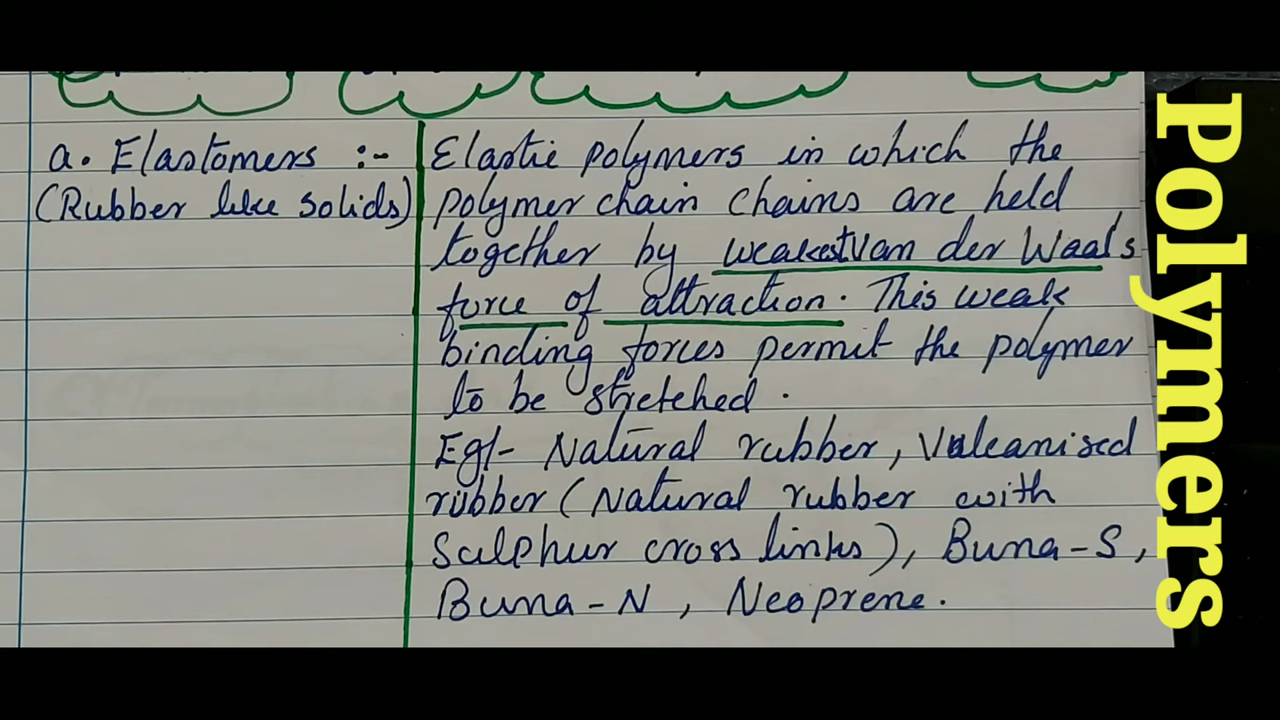 a. Elastomers :-
(Rubber like solids)
Elastic polymers in which the
polymer chain chains are held
together by weakest Van der Waal's
force of attraction. This weak
binding forces permit the polymer
to be stretched.
Eg:- Natural rubber, Vulcanised
rubber (Natural rubber with
Sulphur cross links), Buna-S,
Buna-N, Neoprene.
Polymers